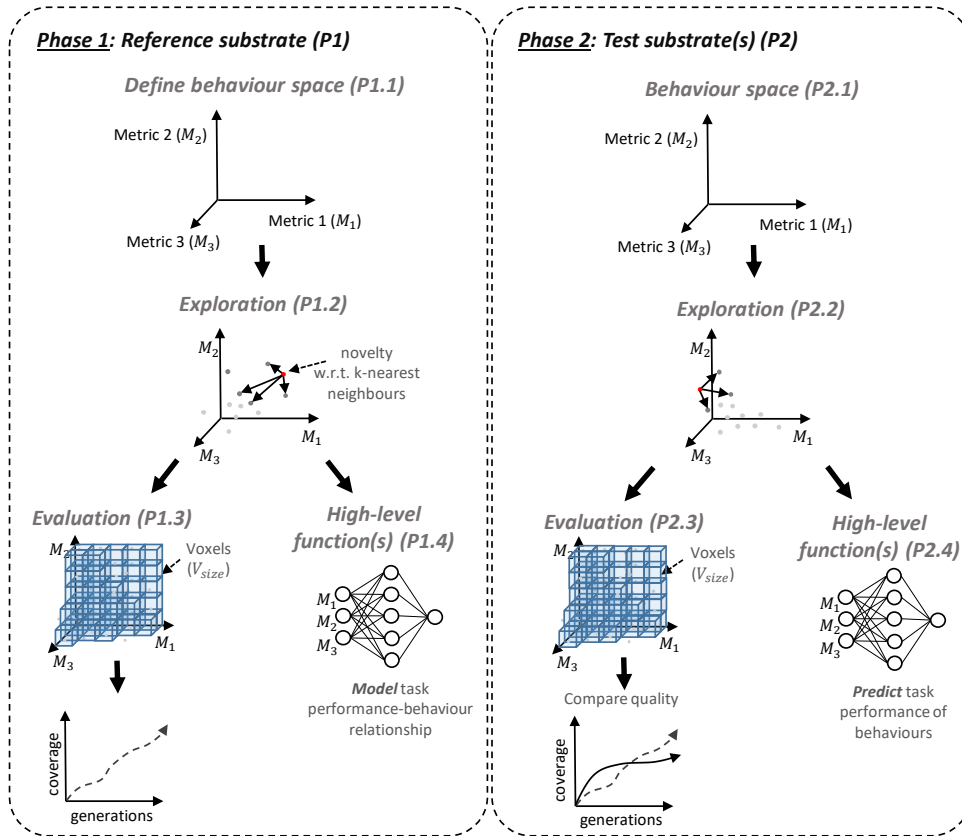 Phase 1: Reference substrate (P1)
Define behaviour space (P1.1)
Metric 2 (M₂)
Metric 1 (M₁)
Metric 3 (M₃)
Exploration (P1.2)
M₂
novelty
w.r.t. k-nearest
neighbours
M₁
M₃
Evaluation (P1.3)
M₂
Voxels
(V_size)
M₁
M₃
High-level
function(s) (P1.4)
M₁
M₂
M₃
Model task
performance-behaviour
relationship
coverage
generations
Phase 2: Test substrate(s) (P2)
Behaviour space (P2.1)
Metric 2 (M₂)
Metric 1 (M₁)
Metric 3 (M₃)
Exploration (P2.2)
M₂
M₁
M₃
Evaluation (P2.3)
M₂
Voxels
(V_size)
M₁
M₃
High-level
function(s) (P2.4)
M₁
M₂
M₃
Predict task
performance of
behaviours
Compare quality
coverage
generations